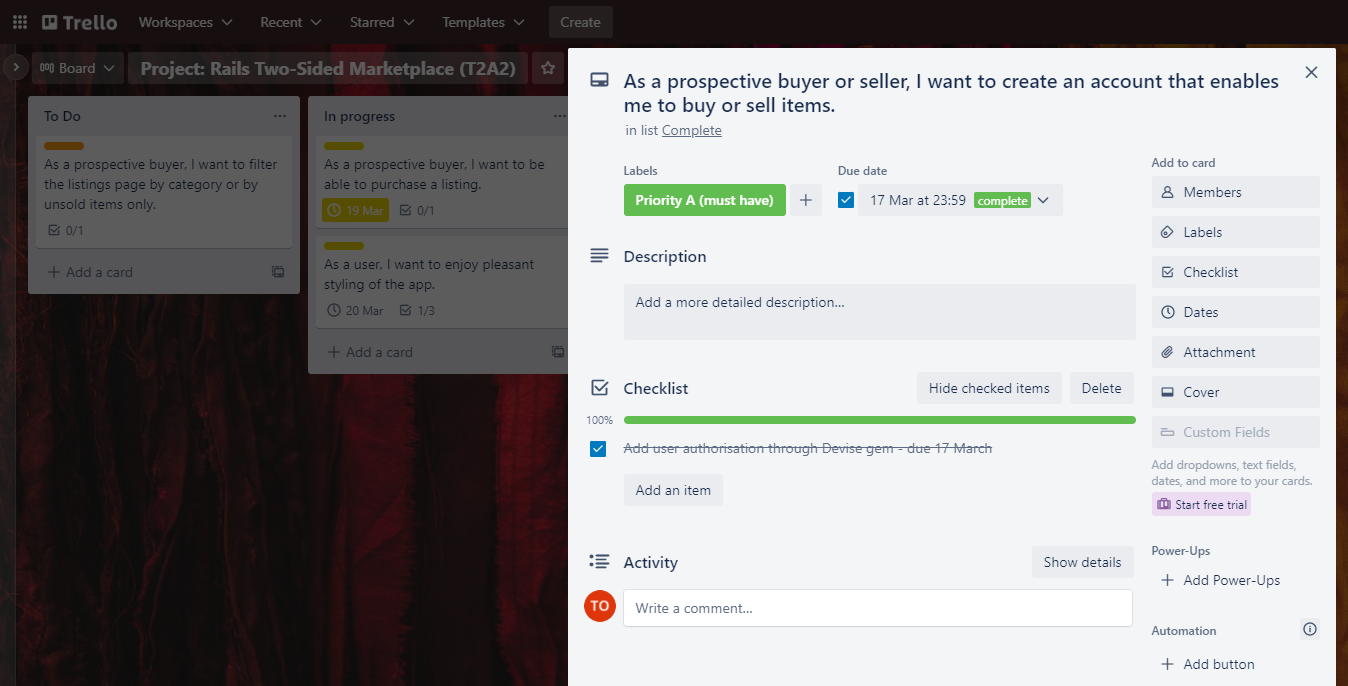 Trello
Workspaces
Recent
Starred
Templates
Create
Board
Project: Rails Two-Sided Marketplace (T2A2)
To Do
As a prospective buyer, I want to filter
the listings page by category or by
unsold items only.
0/1
Add a card
In progress
As a prospective buyer, I want to be
able to purchase a listing.
19 Mar
0/1
As a user, I want to enjoy pleasant
styling of the app.
20 Mar
1/3
Add a card
As a prospective buyer or seller, I want to create an account that enables
me to buy or sell items.
in list Complete
Labels
Priority A (must have)
Due date
17 Mar at 23:59 complete
Description
Add a more detailed description...
Checklist
Hide checked items
Delete
100%
Add user authorisation through Devise gem - due 17 March
Add an item
Activity
Show details
TO
Write a comment...
Add to card
Members
Labels
Checklist
Dates
Attachment
Cover
Custom Fields
Add dropdowns, text fields,
dates, and more to your cards.
Start free trial
Power-Ups
Add Power-Ups
Automation
Add button